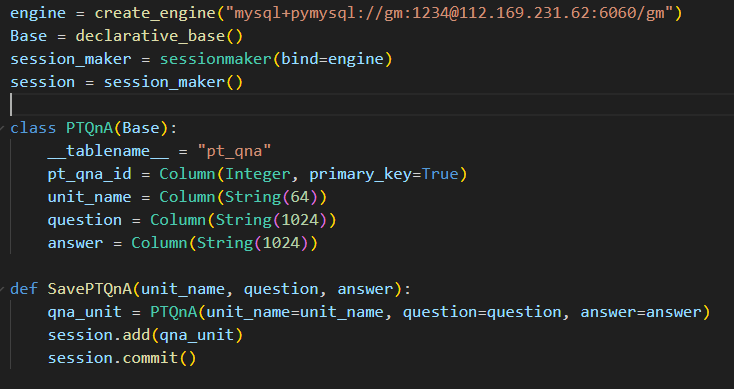 engine = create_engine("mysql+pymysql://gm:1234@112.169.231.62:6060/gm")
Base = declarative_base()
session_maker = sessionmaker(bind=engine)
session = session_maker()
class PTQnA(Base):
    __tablename__ = "pt_qna"
    pt_qna_id = Column(Integer, primary_key=True)
    unit_name = Column(String(64))
    question = Column(String(1024))
    answer = Column(String(1024))
def SavePTQnA(unit_name, question, answer):
    qna_unit = PTQnA(unit_name=unit_name, question=question, answer=answer)
    session.add(qna_unit)
    session.commit()